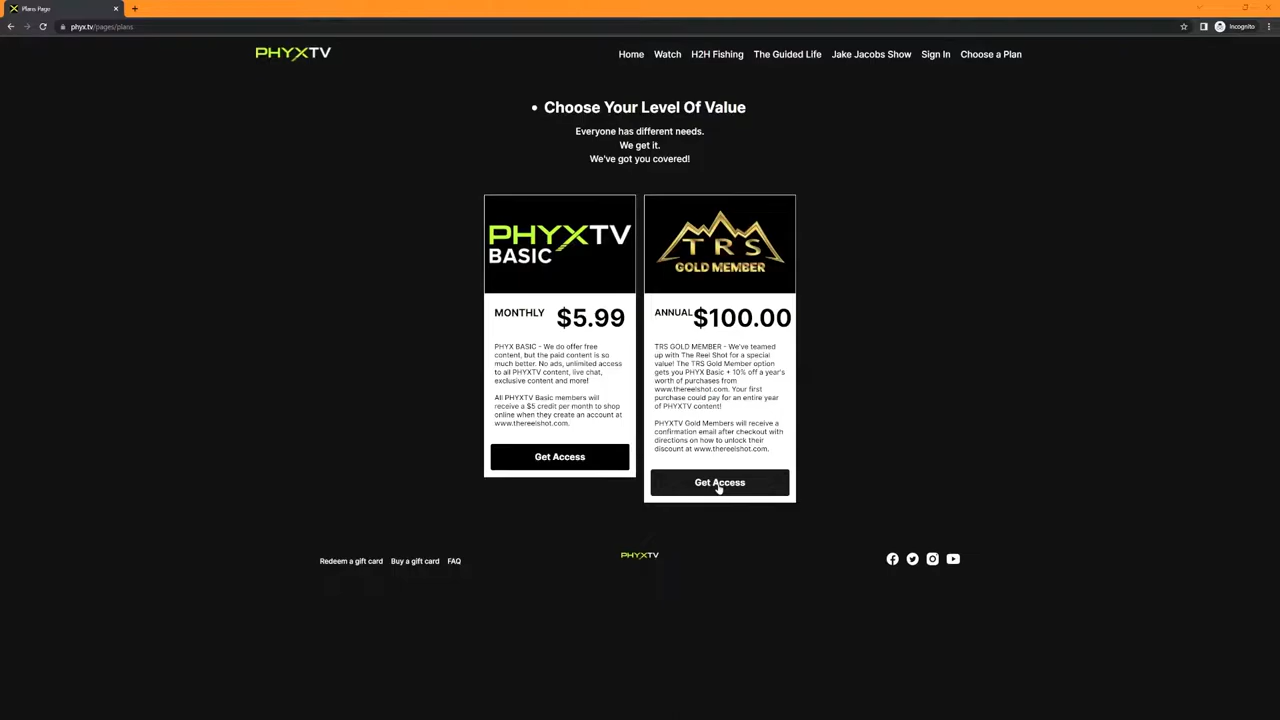 Plans Page
phyx.tv/pages/plans
Incognito
PHYXTV
Home Watch H2H Fishing The Guided Life Jake Jacobs Show Sign In Choose a Plan
• Choose Your Level Of Value
Everyone has different needs.
We get it.
We've got you covered!
PHYXTV
BASIC
MONTHLY $5.99
PHYX BASIC - We do offer free
content, but the paid content is so
much better. No ads, unlimited access
to all PHYXTV content, live chat,
exclusive content and more!
All PHYXTV Basic members will
receive a $5 credit per month to shop
online when they create an account at
www.thereelshot.com.
Get Access
TRS
GOLD MEMBER
ANNUAL $100.00
TRS GOLD MEMBER - We've teamed
up with The Reel Shot for a special
value! The TRS Gold Member option
gets you PHYX Basic + 10% off a year's
worth of purchases from
www.thereelshot.com. Your first
purchase could pay for an entire year
of PHYXTV content!
PHYXTV Gold Members will receive a
confirmation email after checkout with
directions on how to unlock their
discount at www.thereelshot.com.
Get Access
Redeem a gift card Buy a gift card FAQ
PHYXTV